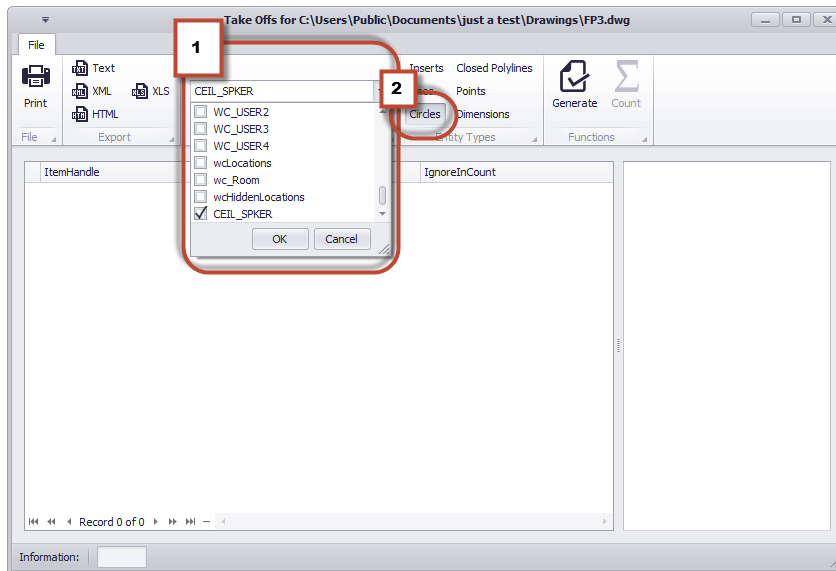 Take Offs for C:\Users\Public\Documents\just a test\Drawings\FP3.dwg
File
1
Text
Inserts Closed Polylines
XML XLS
CEIL_SPKER
2
Points
Print
HTML
Circles Dimensions
Generate Count
File Export Entity Types Functions
WC_USER2
WC_USER3
WC_USER4
wcLocations
wc_Room
wcHiddenLocations
CEIL_SPKER
OK Cancel
ItemHandle IgnoreInCount
Record 0 of 0
Information: